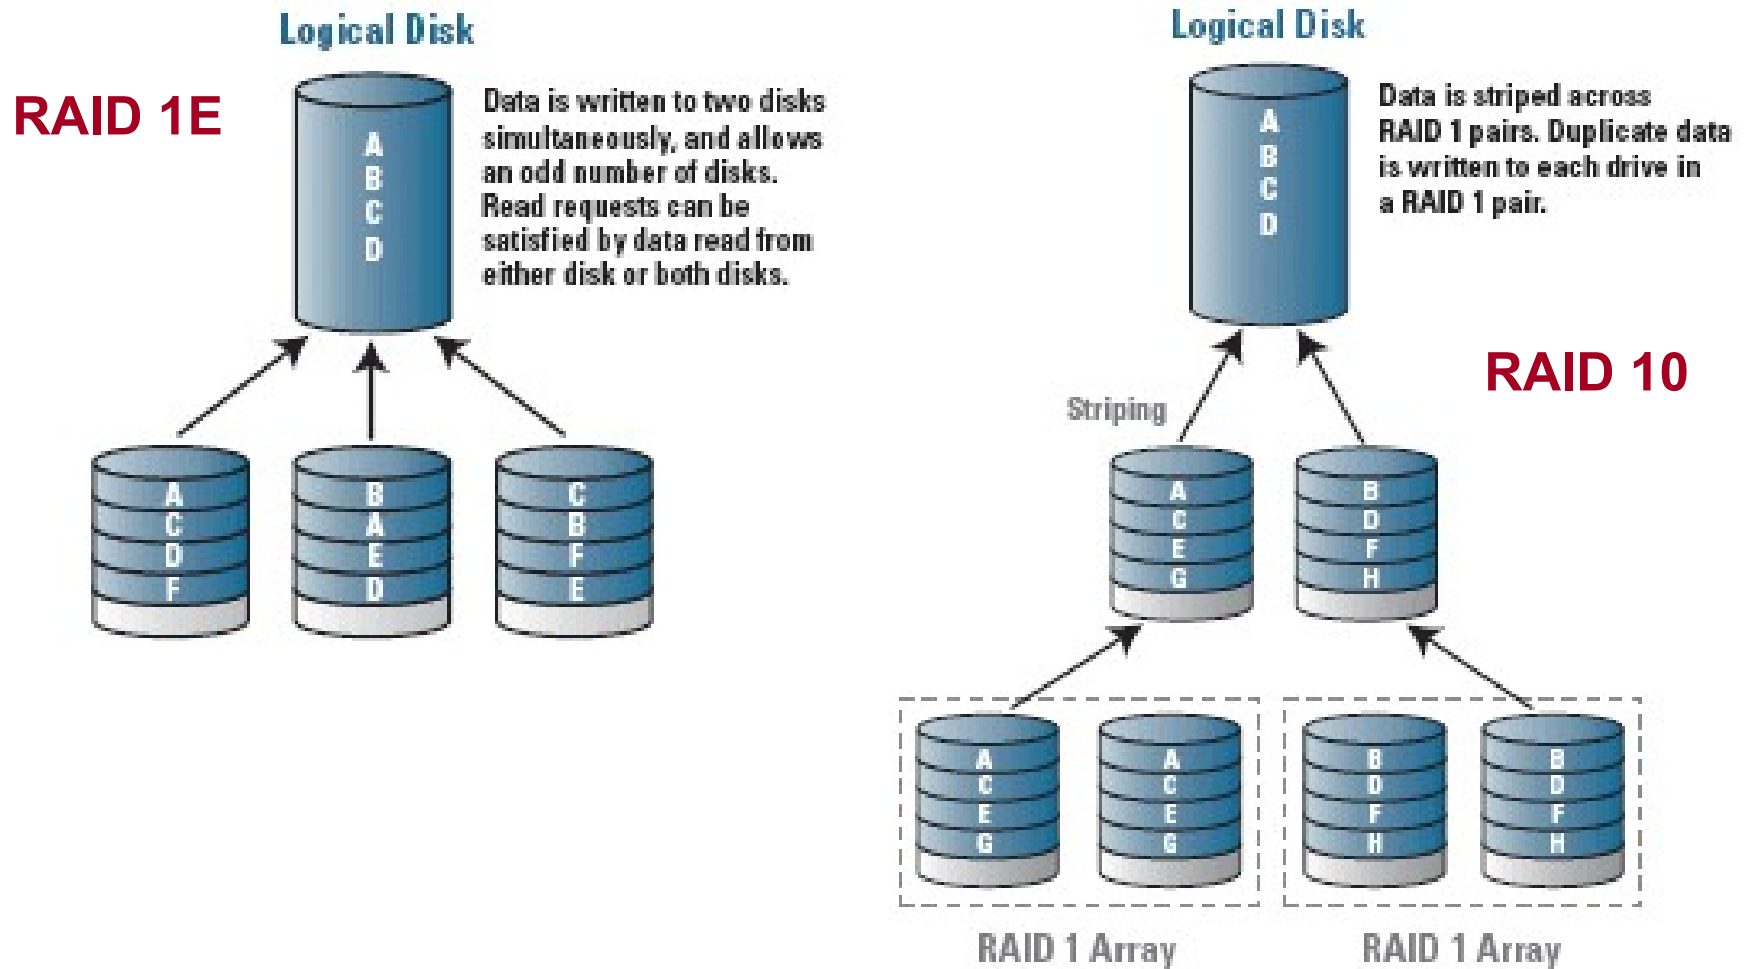 Logical Disk
RAID 1E
Data is written to two disks
simultaneously, and allows
an odd number of disks.
Read requests can be
satisfied by data read from
either disk or both disks.
A
B
C
D
A
C
D
F
B
A
E
D
C
B
F
E
Logical Disk
Data is striped across
RAID 1 pairs. Duplicate data
is written to each drive in
a RAID 1 pair.
A
B
C
D
RAID 10
Striping
A
C
E
G
B
D
F
H
A
C
E
G
A
C
E
G
B
D
F
H
B
D
F
H
RAID 1 Array
RAID 1 Array